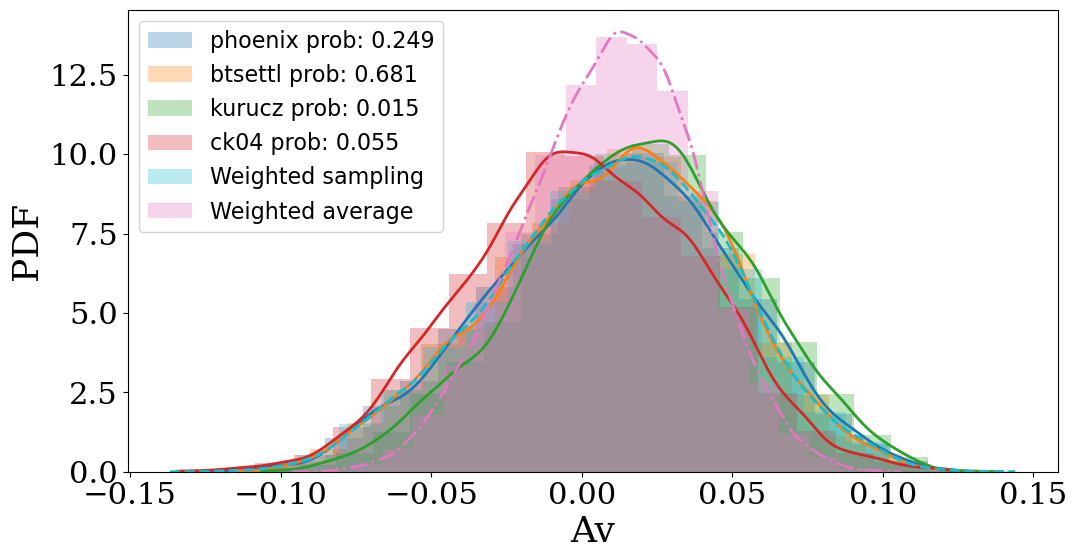 phoenix prob: 0.249
btsettl prob: 0.681
kurucz prob: 0.015
ck04 prob: 0.055
Weighted sampling
Weighted average
12.5
10.0
7.5
5.0
2.5
0.0
PDF
−0.15 −0.10 −0.05 0.00 0.05 0.10 0.15
Av